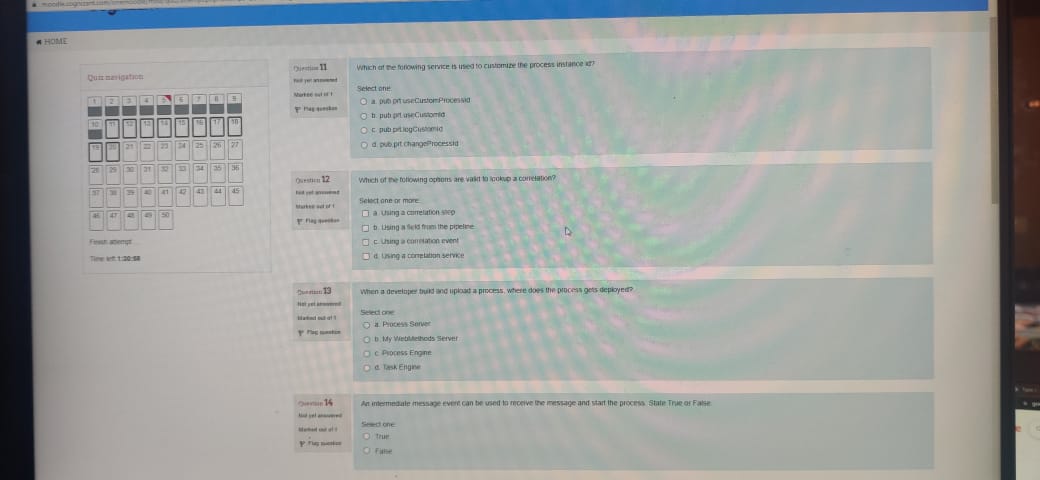 HOME
Quiz navigation
1 2 3 4 5 6 7 8 9
10 11 12 13 14 15 16 17 18
19 20 21 22 23 24 25 26 27
28 29 30 31 32 33 34 35 36
37 38 39 40 41 42 43 44 45
46 47 48 49 50
Finish attempt ...
Time left 1:20:58
Question 11
Not yet answered
Marked out of 1
Flag question
Which of the following service is used to customize the process instance id?
Select one:
a. pub.prt:useCustomProcessid
b. pub.prt:useCustomid
c. pub.prt:logCustomid
d. pub.prt:changeProcessid
Question 12
Not yet answered
Marked out of 1
Flag question
Which of the following options are valid to lookup a correlation?
Select one or more:
a. Using a correlation step
b. Using a field from the pipeline
c. Using a correlation event
d. Using a correlation service
Question 13
Not yet answered
Marked out of 1
Flag question
When a developer build and upload a process, where does the process gets deployed?
Select one:
a. Process Server
b. My WebMethods Server
c. Process Engine
d. Task Engine
Question 14
Not yet answered
Marked out of 1
Flag question
An intermediate message event can be used to receive the message and start the process. State True or False.
Select one:
True
False